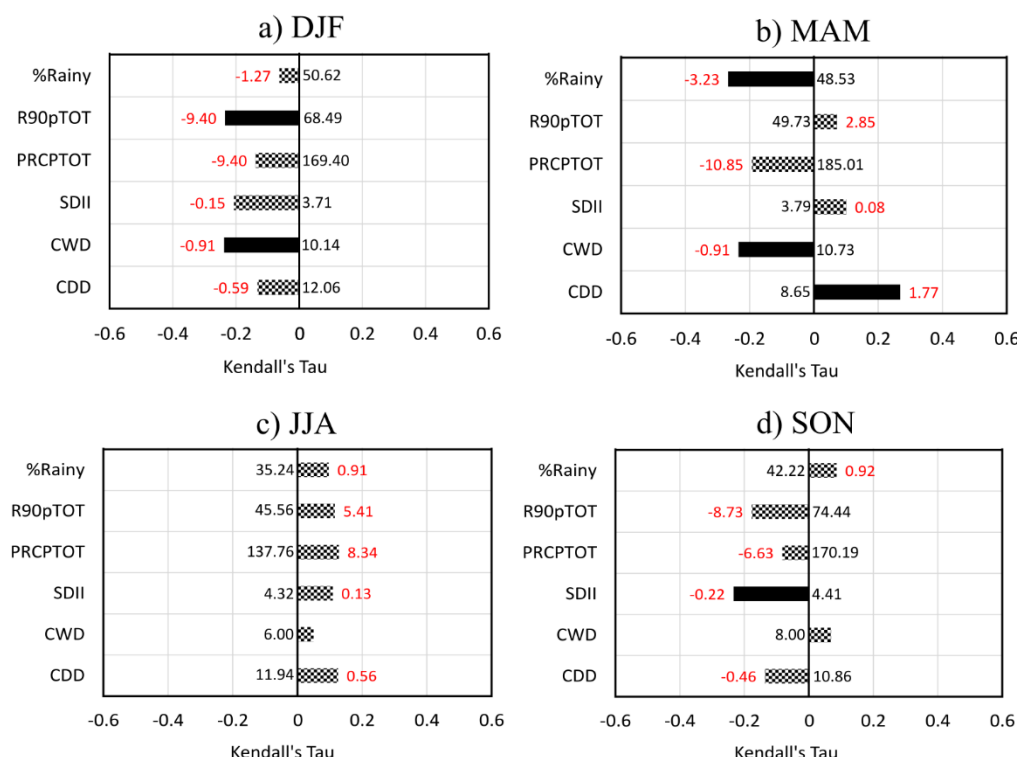 a) DJF
%Rainy -1.27 50.62
R90pTOT -9.40 68.49
PRCPTOT -9.40 169.40
SDII -0.15 3.71
CWD -0.91 10.14
CDD -0.59 12.06
-0.6 -0.4 -0.2 0 0.2 0.4 0.6
Kendall's Tau
b) MAM
%Rainy -3.23 48.53
R90pTOT 49.73 2.85
PRCPTOT -10.85 185.01
SDII 3.79 0.08
CWD -0.91 10.73
CDD 8.65 1.77
-0.6 -0.4 -0.2 0 0.2 0.4 0.6
Kendall's Tau
c) JJA
%Rainy 35.24 0.91
R90pTOT 45.56 5.41
PRCPTOT 137.76 8.34
SDII 4.32 0.13
CWD 6.00
CDD 11.94 0.56
-0.6 -0.4 -0.2 0 0.2 0.4 0.6
Kendall's Tau
d) SON
%Rainy 42.22 0.92
R90pTOT -8.73 74.44
PRCPTOT -6.63 170.19
SDII -0.22 4.41
CWD 8.00
CDD -0.46 10.86
-0.6 -0.4 -0.2 0 0.2 0.4 0.6
Kendall's Tau